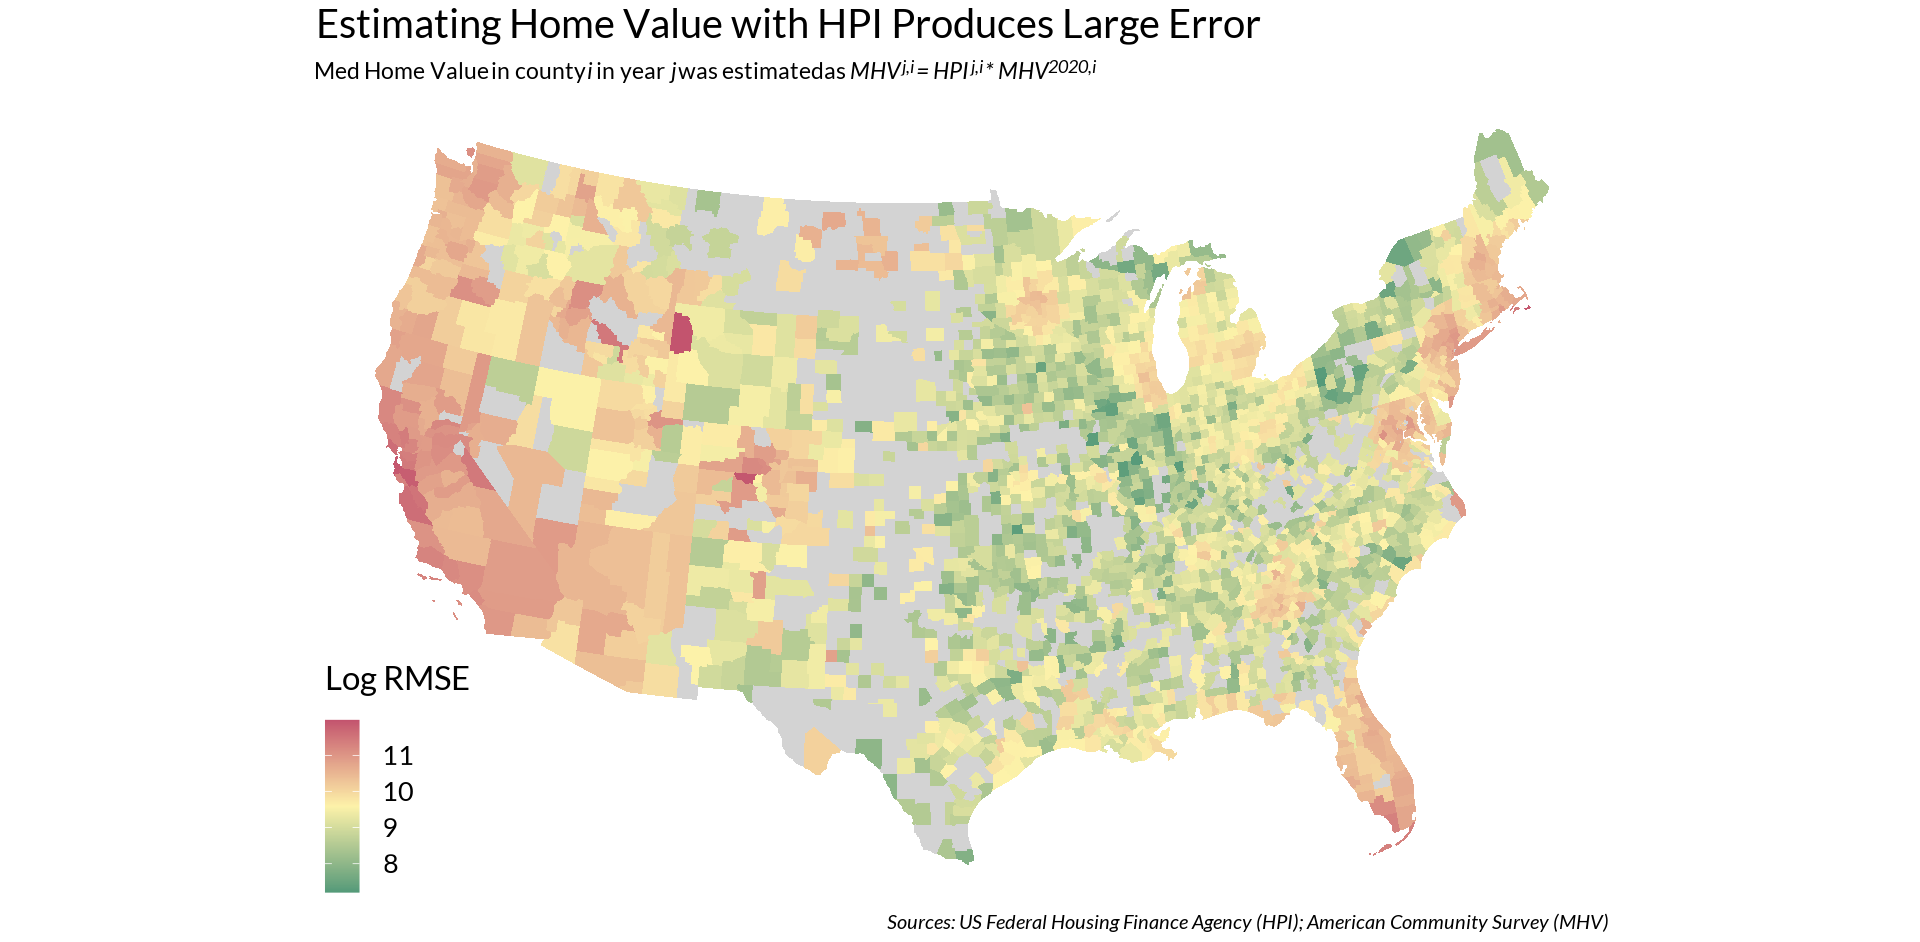 Estimating Home Value with HPI Produces Large Error
Med Home Value in county i in year j was estimated as MHV^j,i = HPI^j,i * MHV^2020,i
Log RMSE
11
10
9
8
Sources: US Federal Housing Finance Agency (HPI); American Community Survey (MHV)